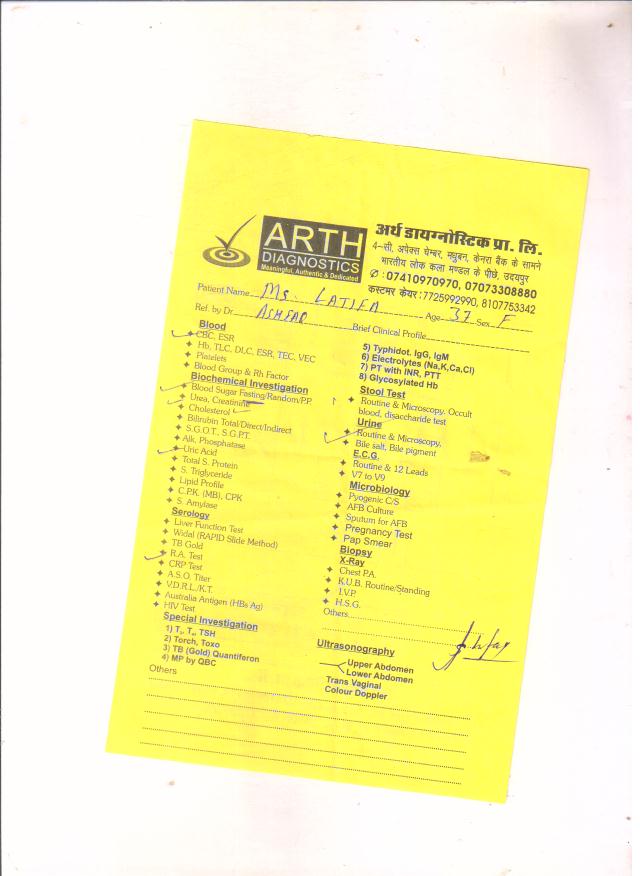 ARTH
DIAGNOSTICS
Meaningful, Authentic & Dedicated
अर्थ डायग्नोस्टिक प्रा. लि.
4-सी, अपेक्स चेम्बर, मधुबन, केनरा बैंक के सामने
भारतीय लोक कला मण्डल के पीछे, उदयपुर
✆ : 07410970970, 07073308880
कस्टमर केयर : 7725992990, 8107753342
Patient Name Ms. LATIFA Age 37 Sex F
Ref. by Dr. ASHFAQ Brief Clinical Profile
Blood
CBC, ESR
Hb, TLC, DLC, ESR, TEC, VEC
Platelets
Blood Group & Rh Factor
Biochemical Investigation
Blood Sugar Fasting/Random/P.P.
Urea, Creatinine
Cholesterol
Bilirubin Total/Direct/Indirect
S.G.O.T., S.G.P.T.
Alk, Phosphatase
Uric Acid
Total S. Protein
S. Triglyceride
Lipid Profile
C.P.K. (MB), CPK
S. Amylase
Serology
Liver Function Test
Widal (RAPID Slide Method)
TB Gold
R.A. Test
CRP Test
A.S.O. Titer
V.D.R.L./K.T.
Australia Antigen (HBs Ag)
HIV Test
Special Investigation
1) T₃, T₄, TSH
2) Torch, Toxo
3) TB (Gold) Quantiferon
4) MP by QBC
Others
5) Typhidot, IgG, IgM
6) Electrolytes (Na,K,Ca,Cl)
7) PT with INR, PTT
8) Glycosylated Hb
Stool Test
Routine & Microscopy, Occult
blood, disaccharide test
Urine
Routine & Microscopy,
Bile salt, Bile pigment
E.C.G.
Routine & 12 Leads
V7 to V9
Microbiology
Pyogenic C/S
AFB Culture
Sputum for AFB
Pregnancy Test
Pap Smear
Biopsy
X-Ray
Chest P.A.
K.U.B. Routine/Standing
I.V.P.
H.S.G.
Others
Ultrasonography
Upper Abdomen
Lower Abdomen
Trans Vaginal
Colour Doppler